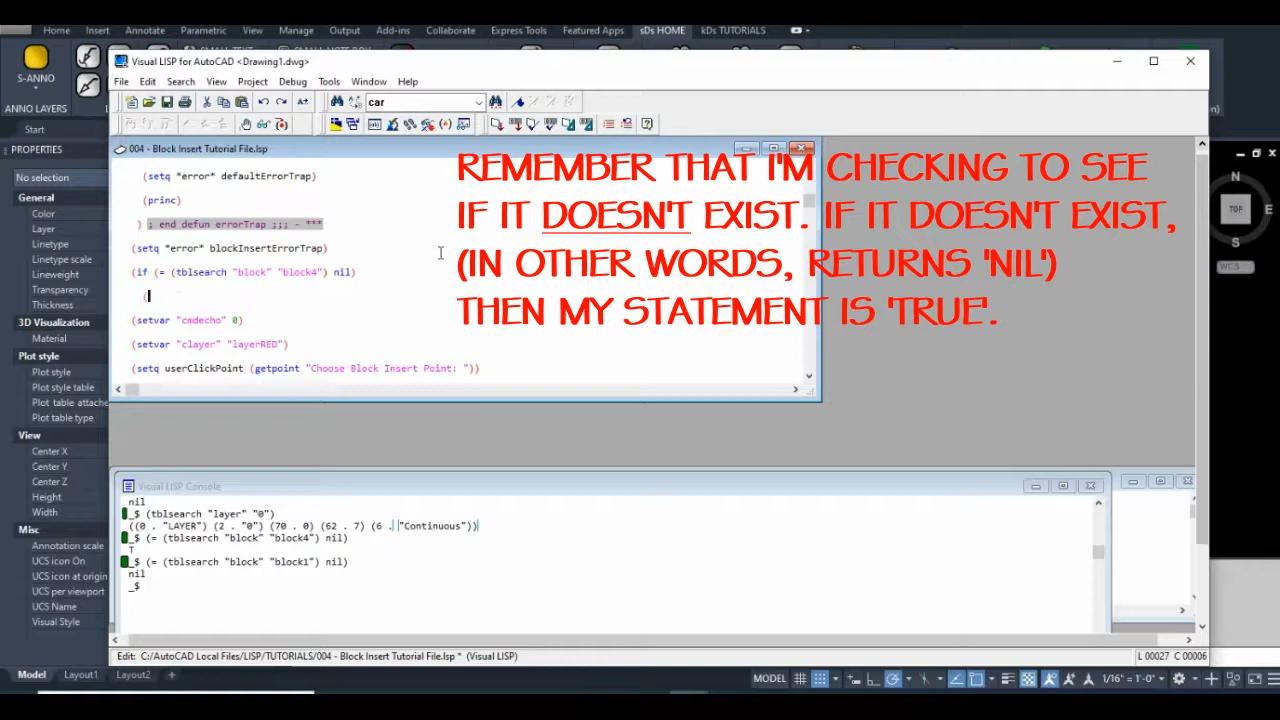 Home Insert Annotate Parametric View Manage Output Add-ins Collaborate Express Tools Featured Apps sDs HOME kDs TUTORIALS
S-ANNO
ANNO LAYERS
Start
PROPERTIES
No selection
General
Color
Layer
Linetype
Linetype scale
Lineweight
Transparency
Thickness
3D Visualization
Material
Plot style
Plot style
Plot style table
Plot table attache
Plot table type
View
Center X
Center Y
Center Z
Height
Width
Misc
Annotation scale
UCS icon On
UCS icon at origin
UCS per viewport
UCS Name
Visual Style
Visual LISP for AutoCAD <Drawing1.dwg>
File Edit Search View Project Debug Tools Window Help
car
004 - Block Insert Tutorial File.lsp
(setq *error* defaultErrorTrap)
(princ)
) ; end defun errorTrap ;;; - ***
(setq *error* blockInsertErrorTrap)
(if (= (tblsearch "block" "block4") nil)
(
(setvar "cmdecho" 0)
(setvar "clayer" "layerRED")
(setq userClickPoint (getpoint "Choose Block Insert Point: "))
REMEMBER THAT I'M CHECKING TO SEE
IF IT DOESN'T EXIST. IF IT DOESN'T EXIST,
(IN OTHER WORDS, RETURNS 'NIL')
THEN MY STATEMENT IS 'TRUE'.
Visual LISP Console
nil
_$ (tblsearch "layer" "0")
((0 . "LAYER") (2 . "0") (70 . 0) (62 . 7) (6 . "Continuous"))
_$ (= (tblsearch "block" "block4") nil)
T
_$ (= (tblsearch "block" "block1") nil)
nil
_$
Edit: C:/AutoCAD Local Files/LISP/TUTORIALS/004 - Block Insert Tutorial File.lsp * (Visual LISP)
L 00027 C 00006
N
TOP
S
WCS
Model Layout1 Layout2 +
MODEL
1/16" = 1'-0"